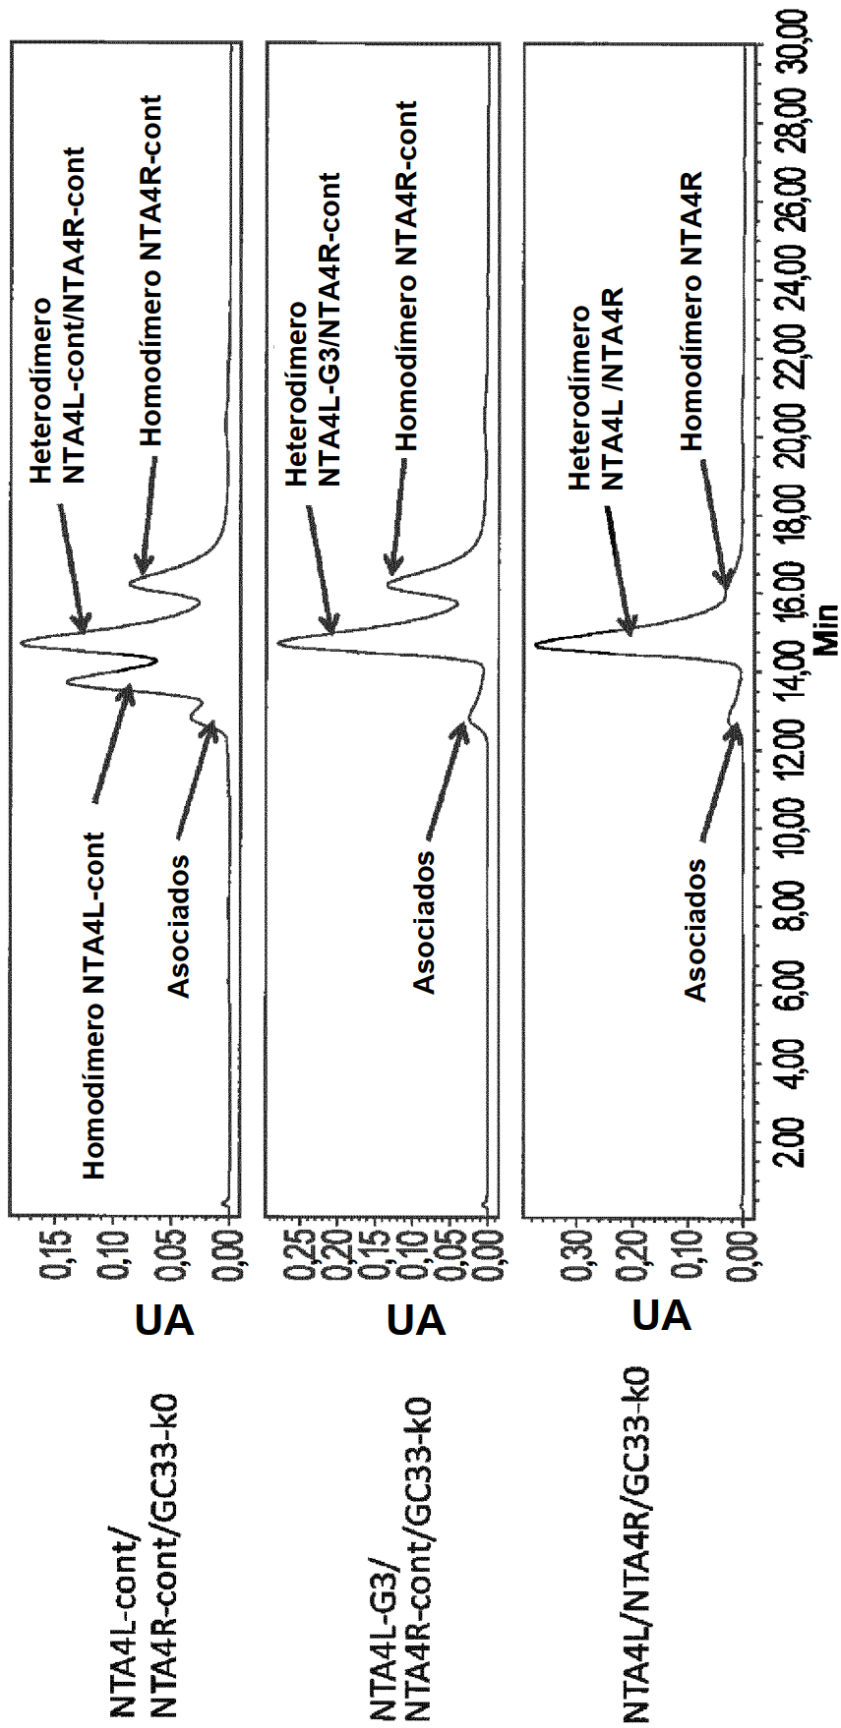 NTA4L-cont/
NTA4R-cont/GC33-k0
UA
0,15
0,10
0,05
0,00
Homodímero NTA4L-cont
Asociados
Heterodímero
NTA4L-cont/NTA4R-cont
Homodímero NTA4R-cont
NTA4L-G3/
NTA4R-cont/GC33-k0
UA
0,25
0,20
0,15
0,10
0,05
0,00
Asociados
Heterodímero
NTA4L-G3/NTA4R-cont
Homodímero NTA4R-cont
NTA4L/NTA4R/GC33-k0
UA
0,30
0,20
0,10
0,00
Asociados
Heterodímero
NTA4L /NTA4R
Homodímero NTA4R
2.00 4,00 6,00 8,00 10,00 12.00 14,00 16.00 18,00 20,00 22,00 24,00 26,00 28,00 30,00
Min